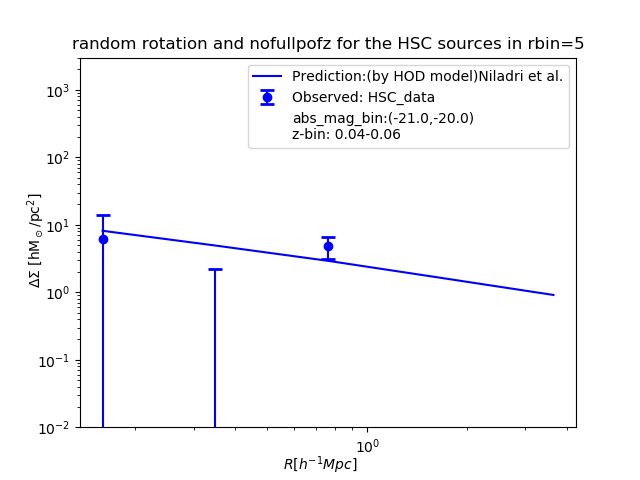 random rotation and nofullpofz for the HSC sources in rbin=5
Prediction:(by HOD model)Niladri et al.
Observed: HSC_data
abs_mag_bin:(-21.0,-20.0)
z-bin: 0.04-0.06
10³
10²
10¹
10⁰
10⁻¹
10⁻²
ΔΣ [hM⊙/pc²]
10⁰
R[h⁻¹Mpc]